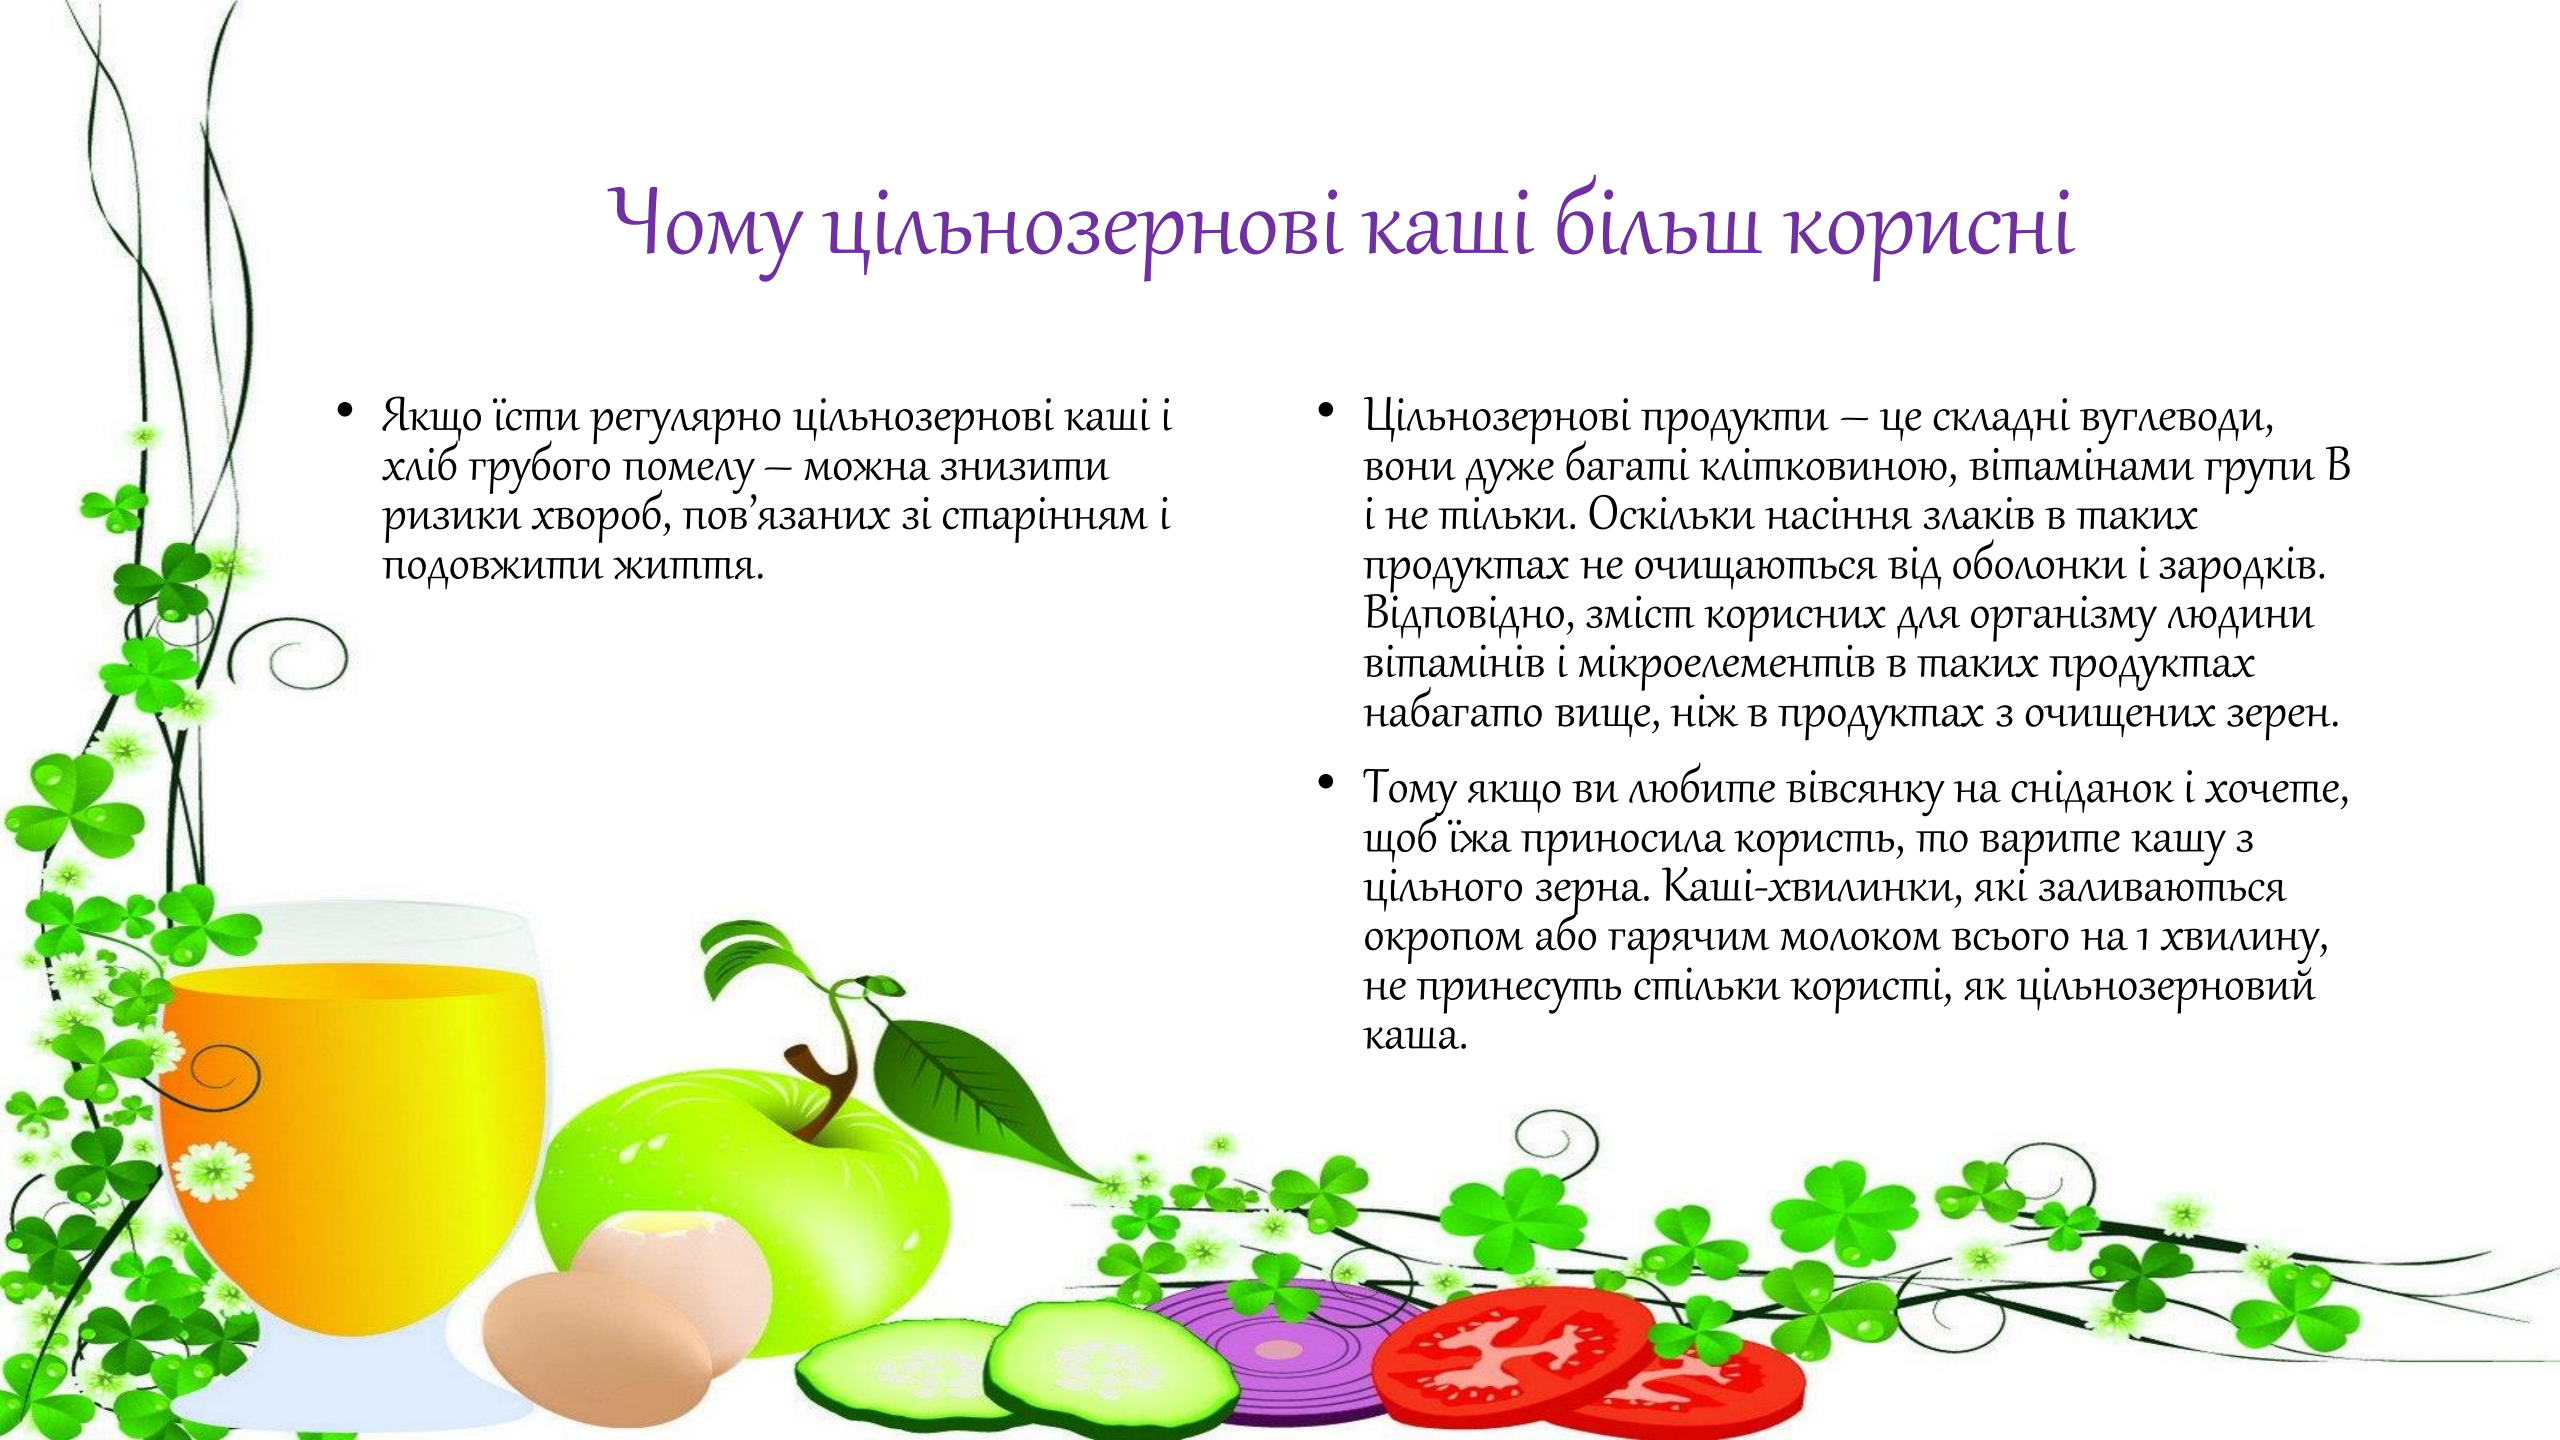 Чому цільнозернові каші більш корисні
• Якщо їсти регулярно цільнозернові каші і
хліб грубого помелу – можна знизити
ризики хвороб, пов’язаних зі старінням і
подовжити життя.
• Цільнозернові продукти – це складні вуглеводи,
вони дуже багаті клітковиною, вітамінами групи В
і не тільки. Оскільки насіння злаків в таких
продуктах не очищаються від оболонки і зародків.
Відповідно, зміст корисних для організму людини
вітамінів і мікроелементів в таких продуктах
набагато вище, ніж в продуктах з очищених зерен.
• Тому якщо ви любите вівсянку на сніданок і хочете,
щоб їжа приносила користь, то варите кашу з
цільного зерна. Каші-хвилинки, які заливаються
окропом або гарячим молоком всього на 1 хвилину,
не принесуть стільки користі, як цільнозерновий
каша.